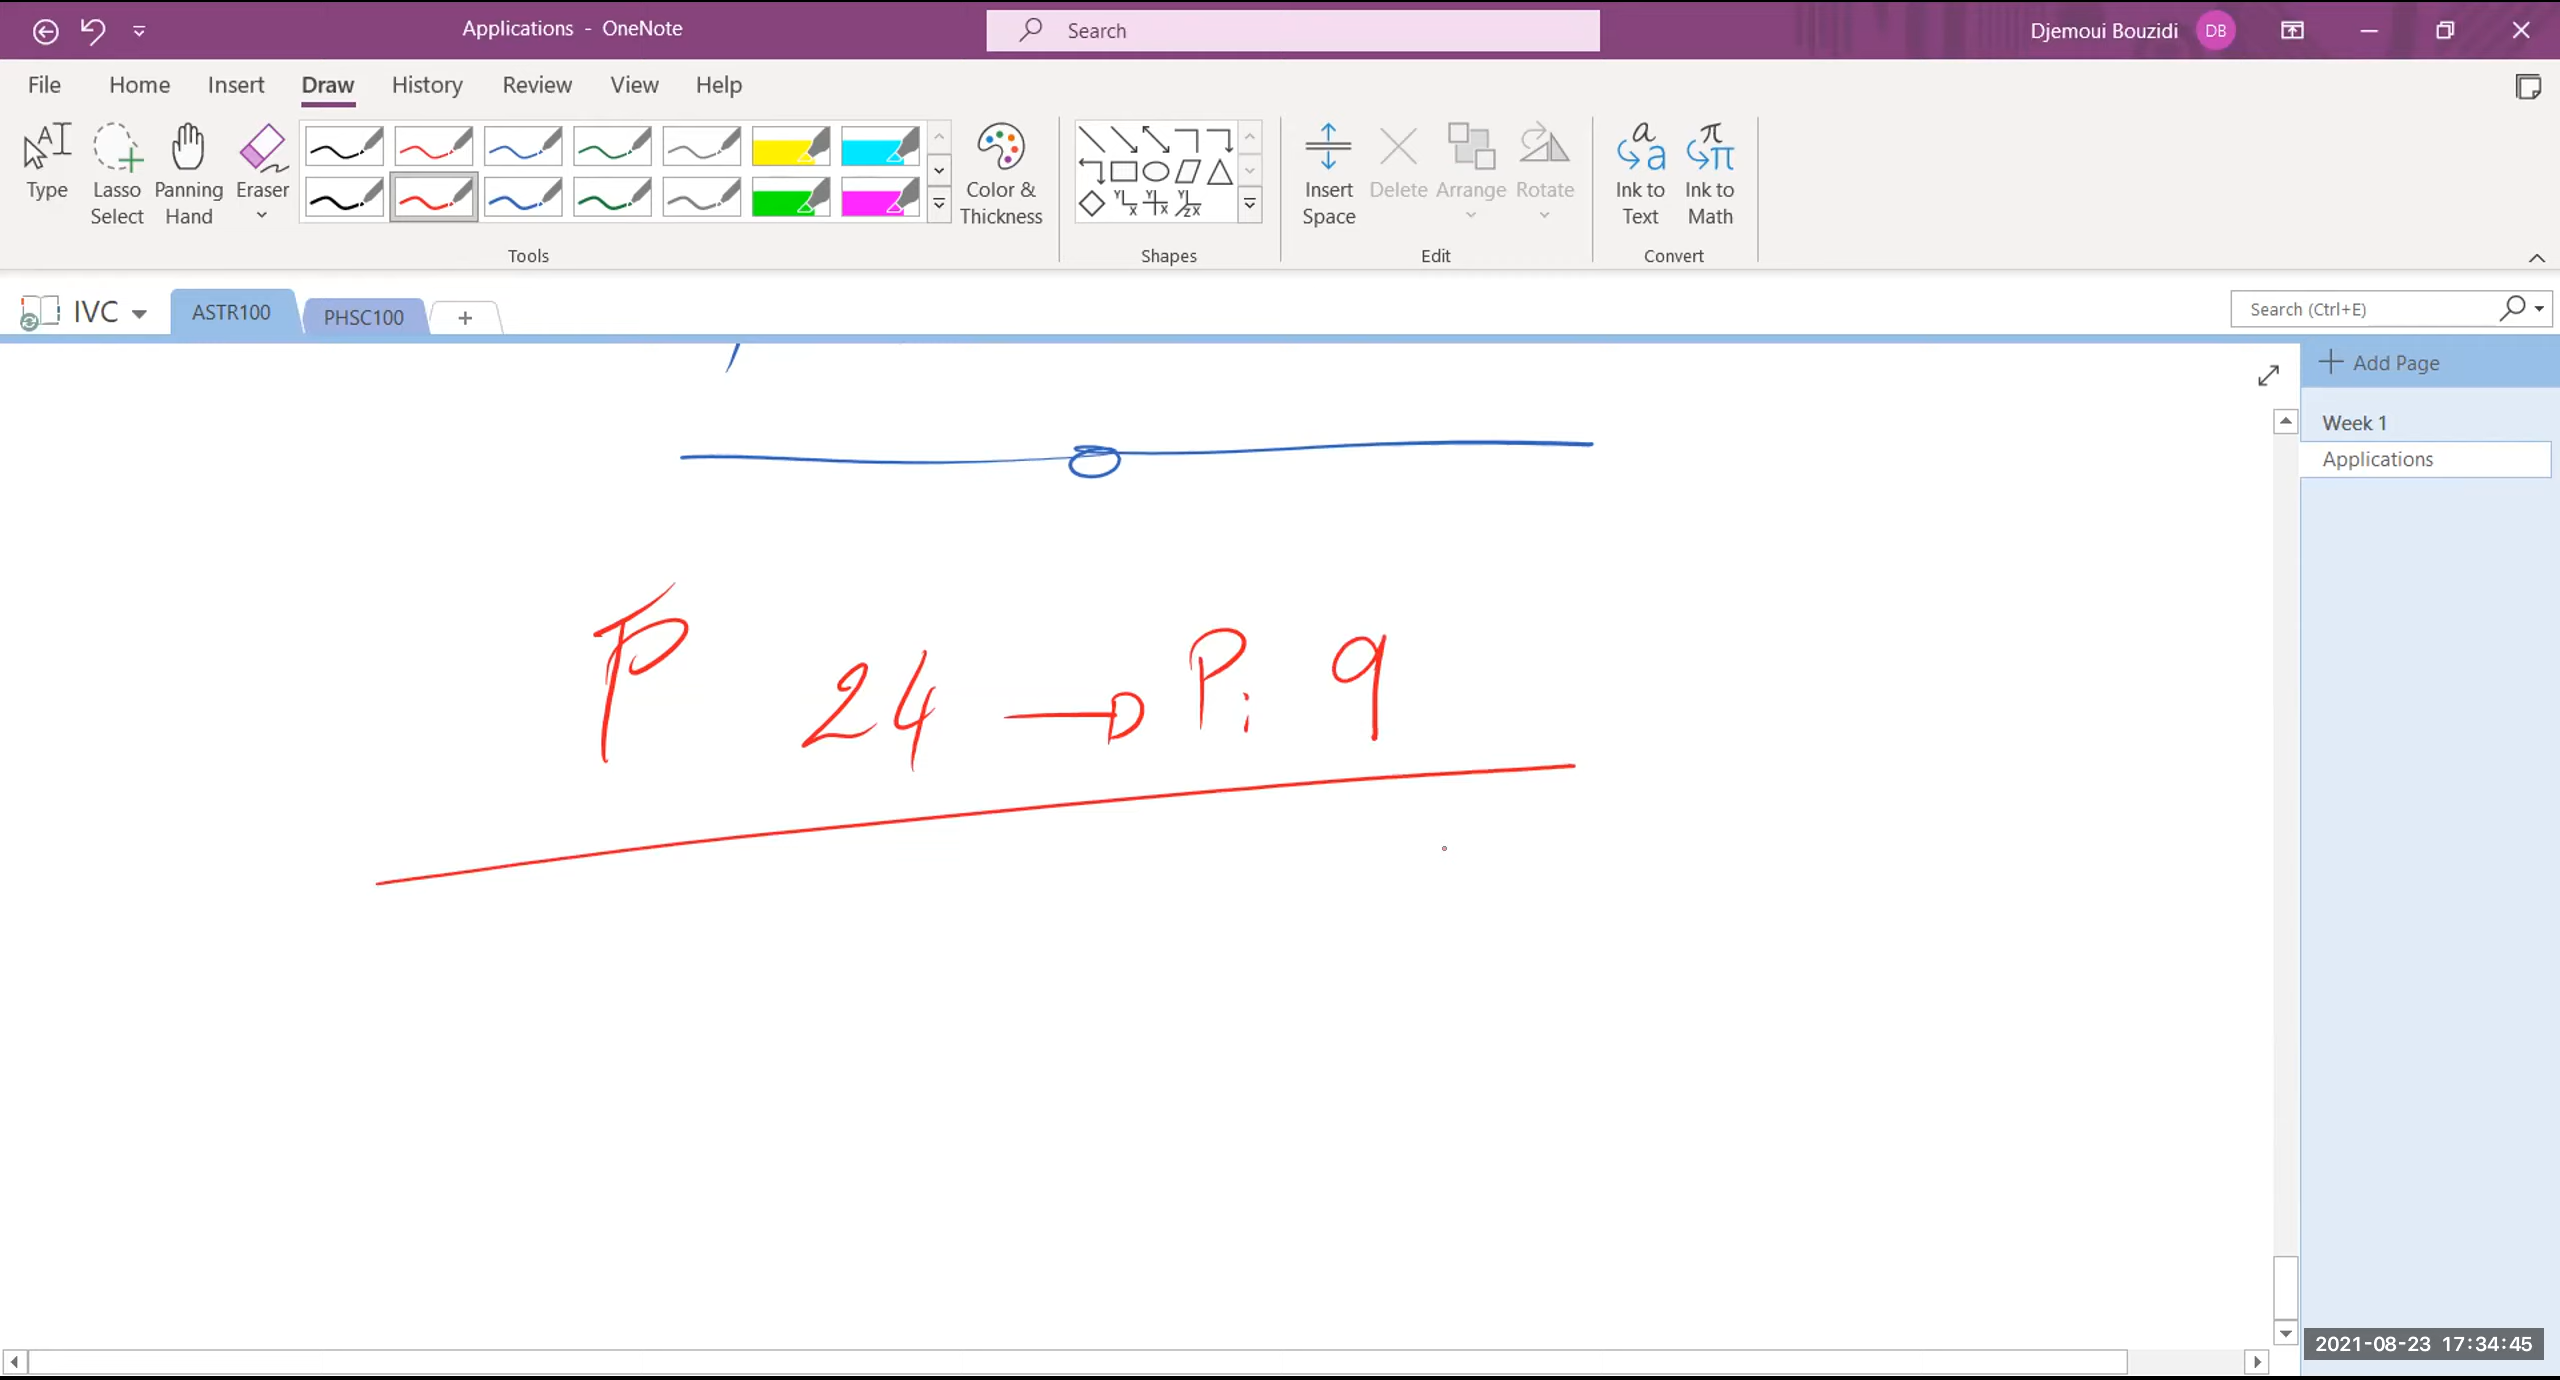 Applications - OneNote
Search
Djemoui Bouzidi
DB
File Home Insert Draw History Review View Help
Type
Lasso Select
Panning Hand
Eraser
Color & Thickness
Insert Space
Delete
Arrange
Rotate
Ink to Text
Ink to Math
Tools
Shapes
Edit
Convert
IVC
ASTR100
PHSC100
+
Search (Ctrl+E)
Add Page
Week 1
Applications
P 24 → P: 9
2021-08-23 17:34:45